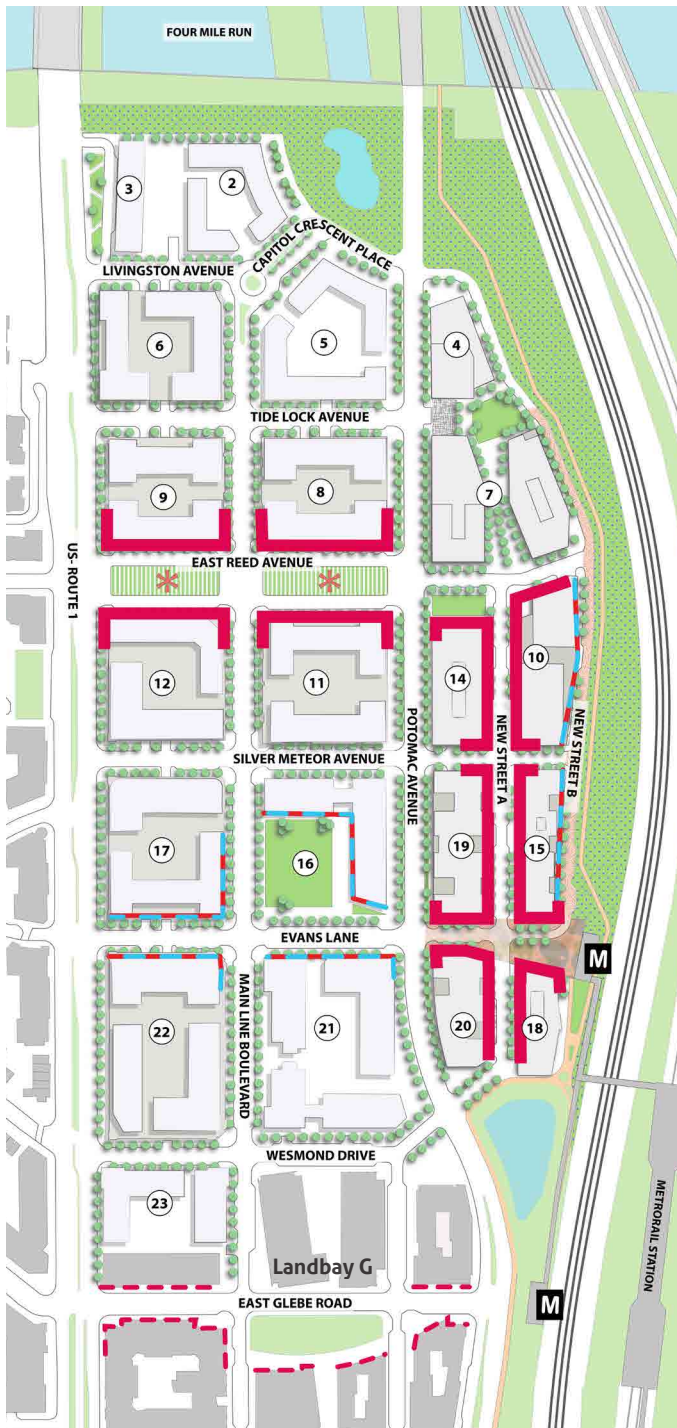 FOUR MILE RUN
3
2
CAPITOL CRESCENT PLACE
LIVINGSTON AVENUE
6
5
4
TIDE LOCK AVENUE
9
8
7
US- ROUTE 1
EAST REED AVENUE
12
11
14
10
POTOMAC AVENUE
NEW STREET A
NEW STREET B
SILVER METEOR AVENUE
17
16
19
15
EVANS LANE
M
MAIN LINE BOULEVARD
22
21
20
18
WESMOND DRIVE
23
METRORAIL STATION
Landbay G
EAST GLEBE ROAD
M